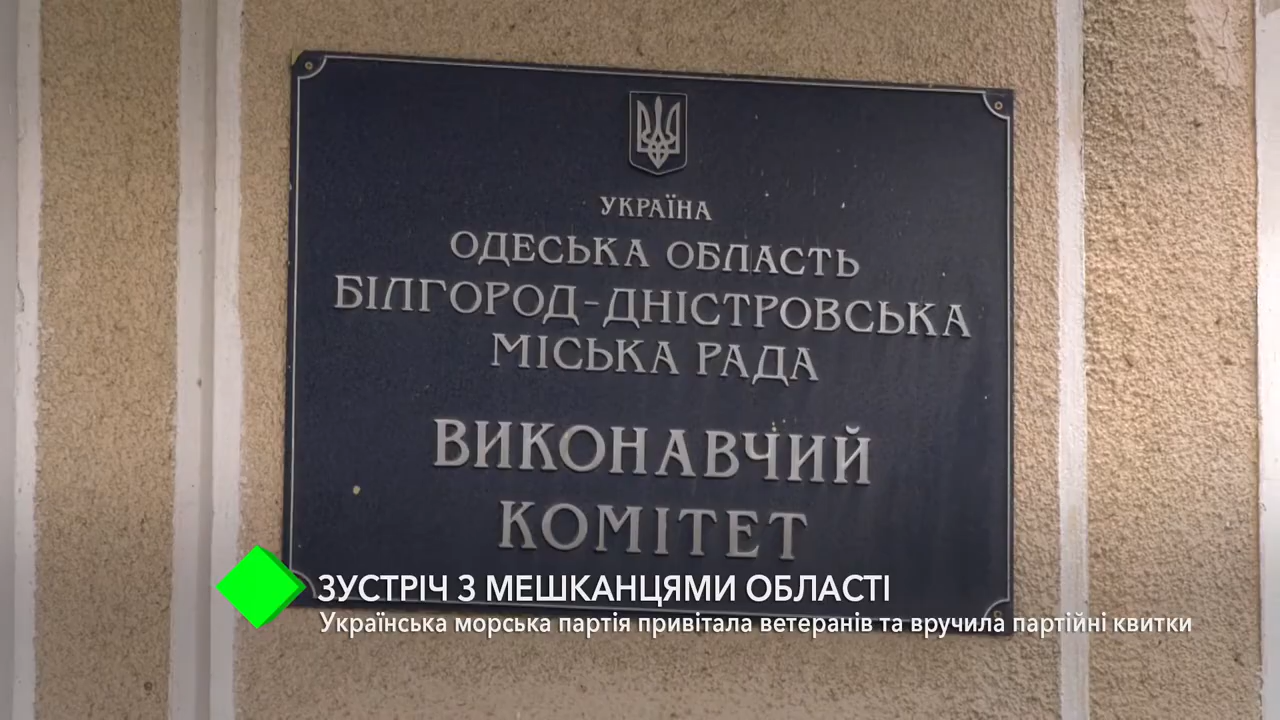 УКРАЇНА
ОДЕСЬКА ОБЛАСТЬ
БІЛГОРОД-ДНІСТРОВСЬКА
МІСЬКА РАДА
ВИКОНАВЧИЙ
КОМІТЕТ
ЗУСТРІЧ З МЕШКАНЦЯМИ ОБЛАСТІ
Українська морська партія привітала ветеранів та вручила партійні квитки